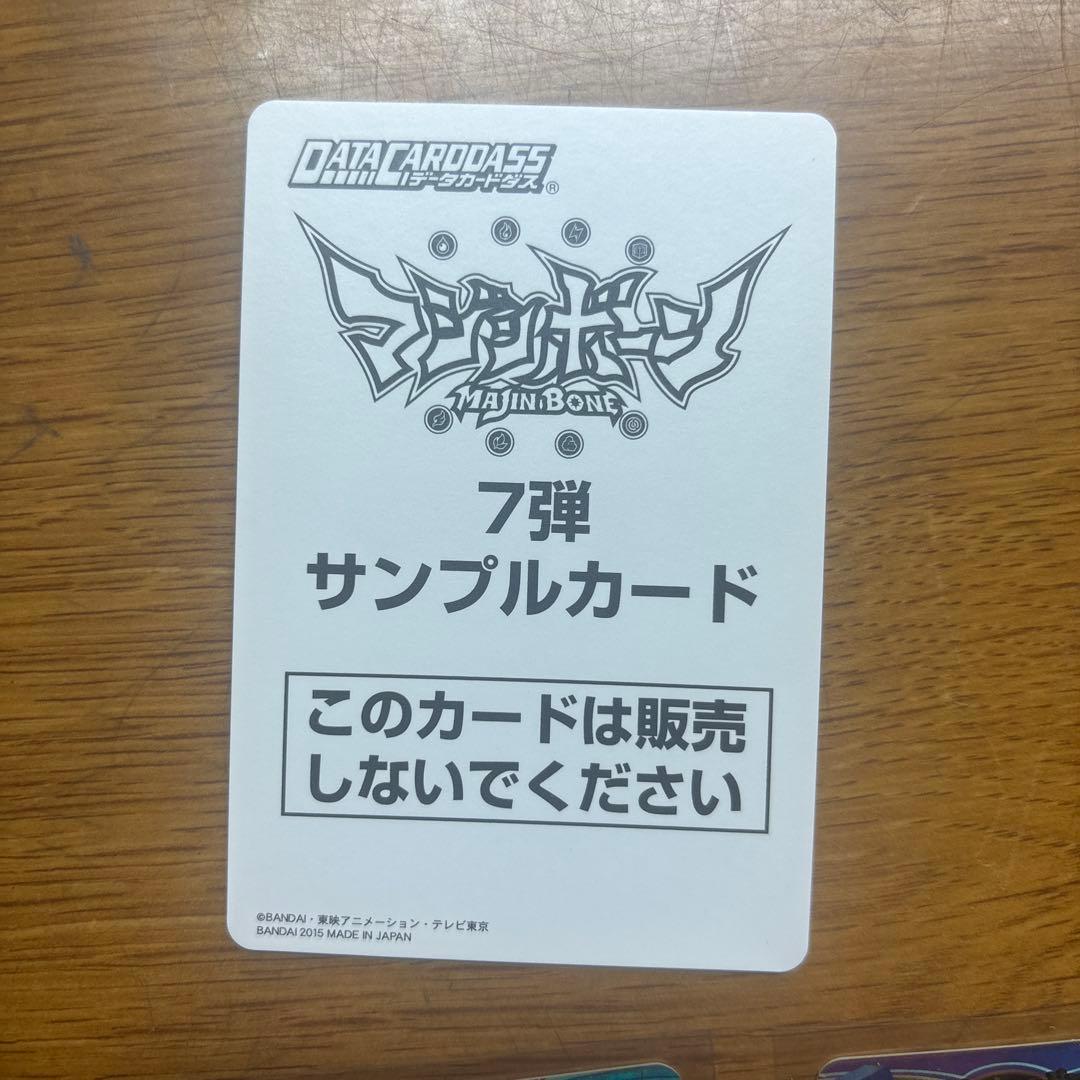 DATA CARDDASS
データカードダス®
マジンボーン
MAJIN BONE
7弾
サンプルカード
このカードは販売
しないでください
©BANDAI・東映アニメーション・テレビ東京
BANDAI 2015 MADE IN JAPAN